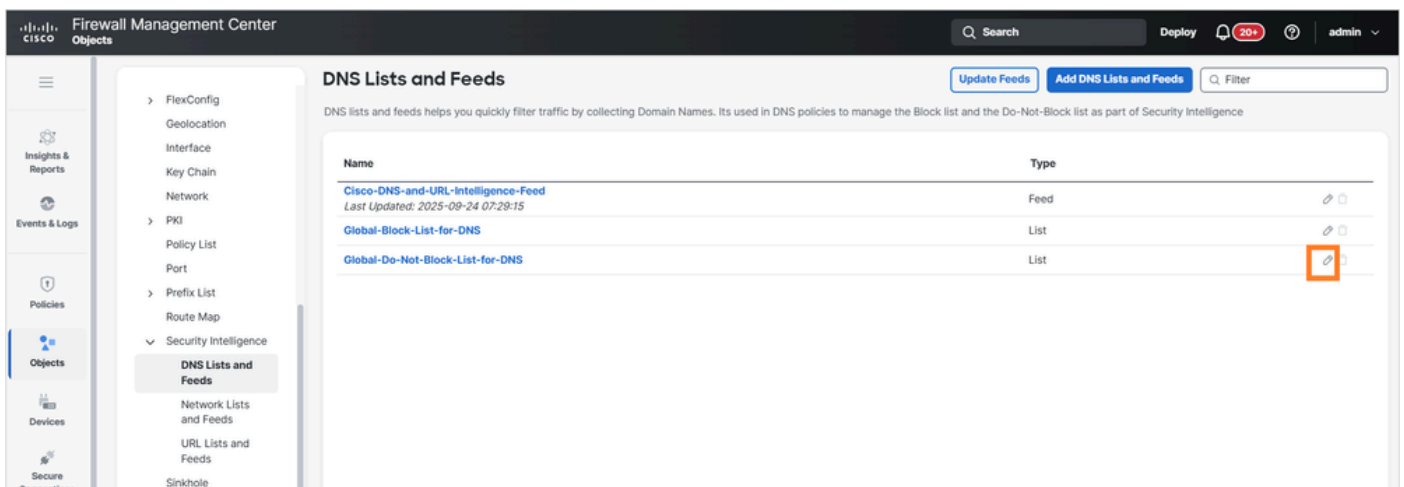 CISCO
Firewall Management Center
Objects
Search
Deploy
20+
admin
Insights &
Reports
Events & Logs
Policies
Objects
Devices
Secure
FlexConfig
Geolocation
Interface
Key Chain
Network
PKI
Policy List
Port
Prefix List
Route Map
Security Intelligence
DNS Lists and
Feeds
Network Lists
and Feeds
URL Lists and
Feeds
Sinkhole
DNS Lists and Feeds
Update Feeds
Add DNS Lists and Feeds
Filter
DNS lists and feeds helps you quickly filter traffic by collecting Domain Names. Its used in DNS policies to manage the Block list and the Do-Not-Block list as part of Security Intelligence
Name Type
Cisco-DNS-and-URL-Intelligence-Feed Feed
Last Updated: 2025-09-24 07:29:15
Global-Block-List-for-DNS List
Global-Do-Not-Block-List-for-DNS List